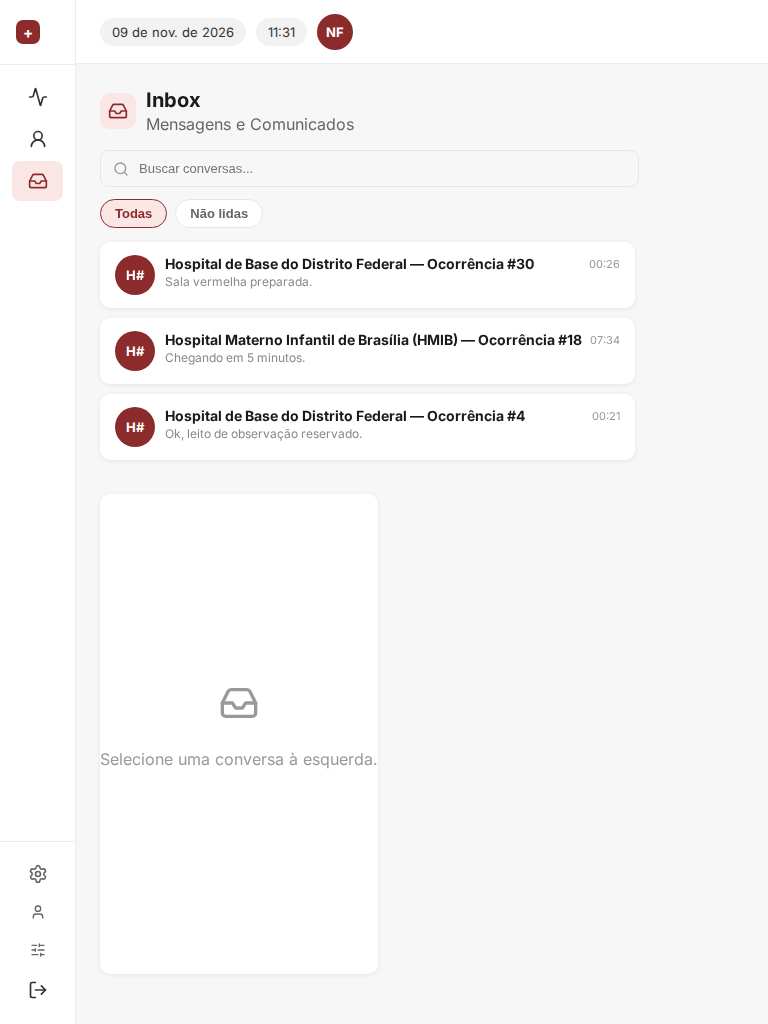 +
09 de nov. de 2026
11:31
NF
Inbox
Mensagens e Comunicados
Buscar conversas...
Todas
Não lidas
H#
Hospital de Base do Distrito Federal — Ocorrência #30
00:26
Sala vermelha preparada.
H#
Hospital Materno Infantil de Brasília (HMIB) — Ocorrência #18
07:34
Chegando em 5 minutos.
H#
Hospital de Base do Distrito Federal — Ocorrência #4
00:21
Ok, leito de observação reservado.
Selecione uma conversa à esquerda.